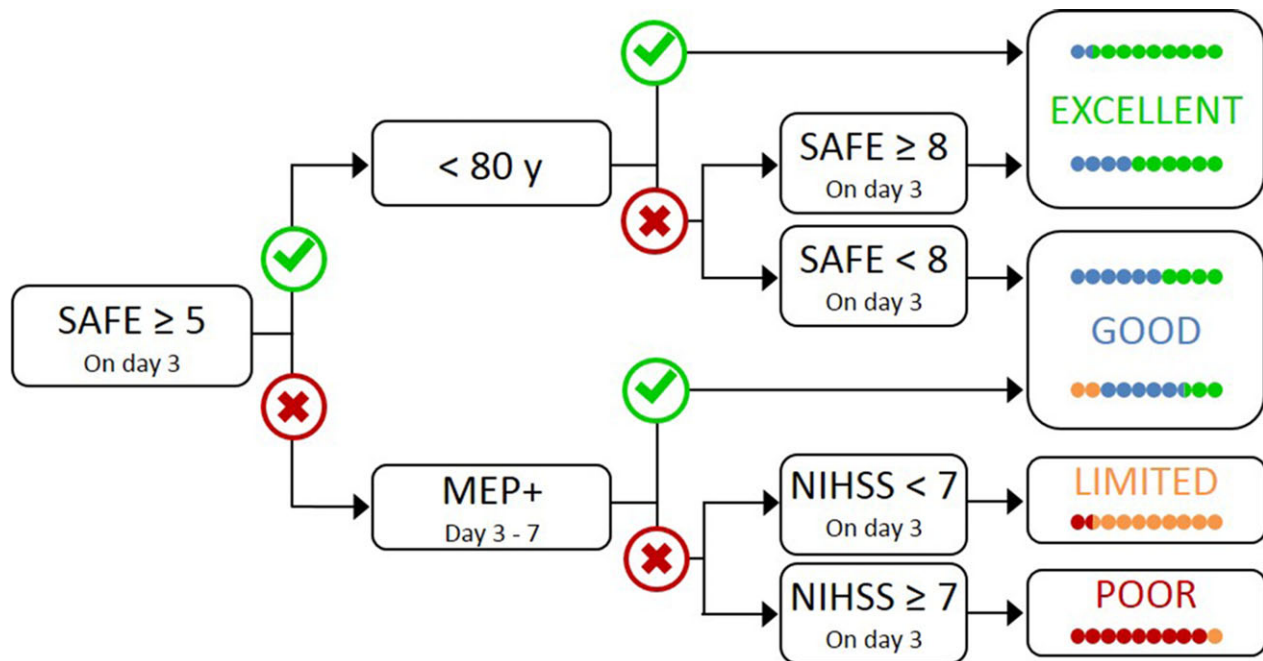 SAFE ≥ 5
On day 3
< 80 y
SAFE ≥ 8
On day 3
SAFE < 8
On day 3
MEP+
Day 3 - 7
NIHSS < 7
On day 3
NIHSS ≥ 7
On day 3
EXCELLENT
GOOD
LIMITED
POOR